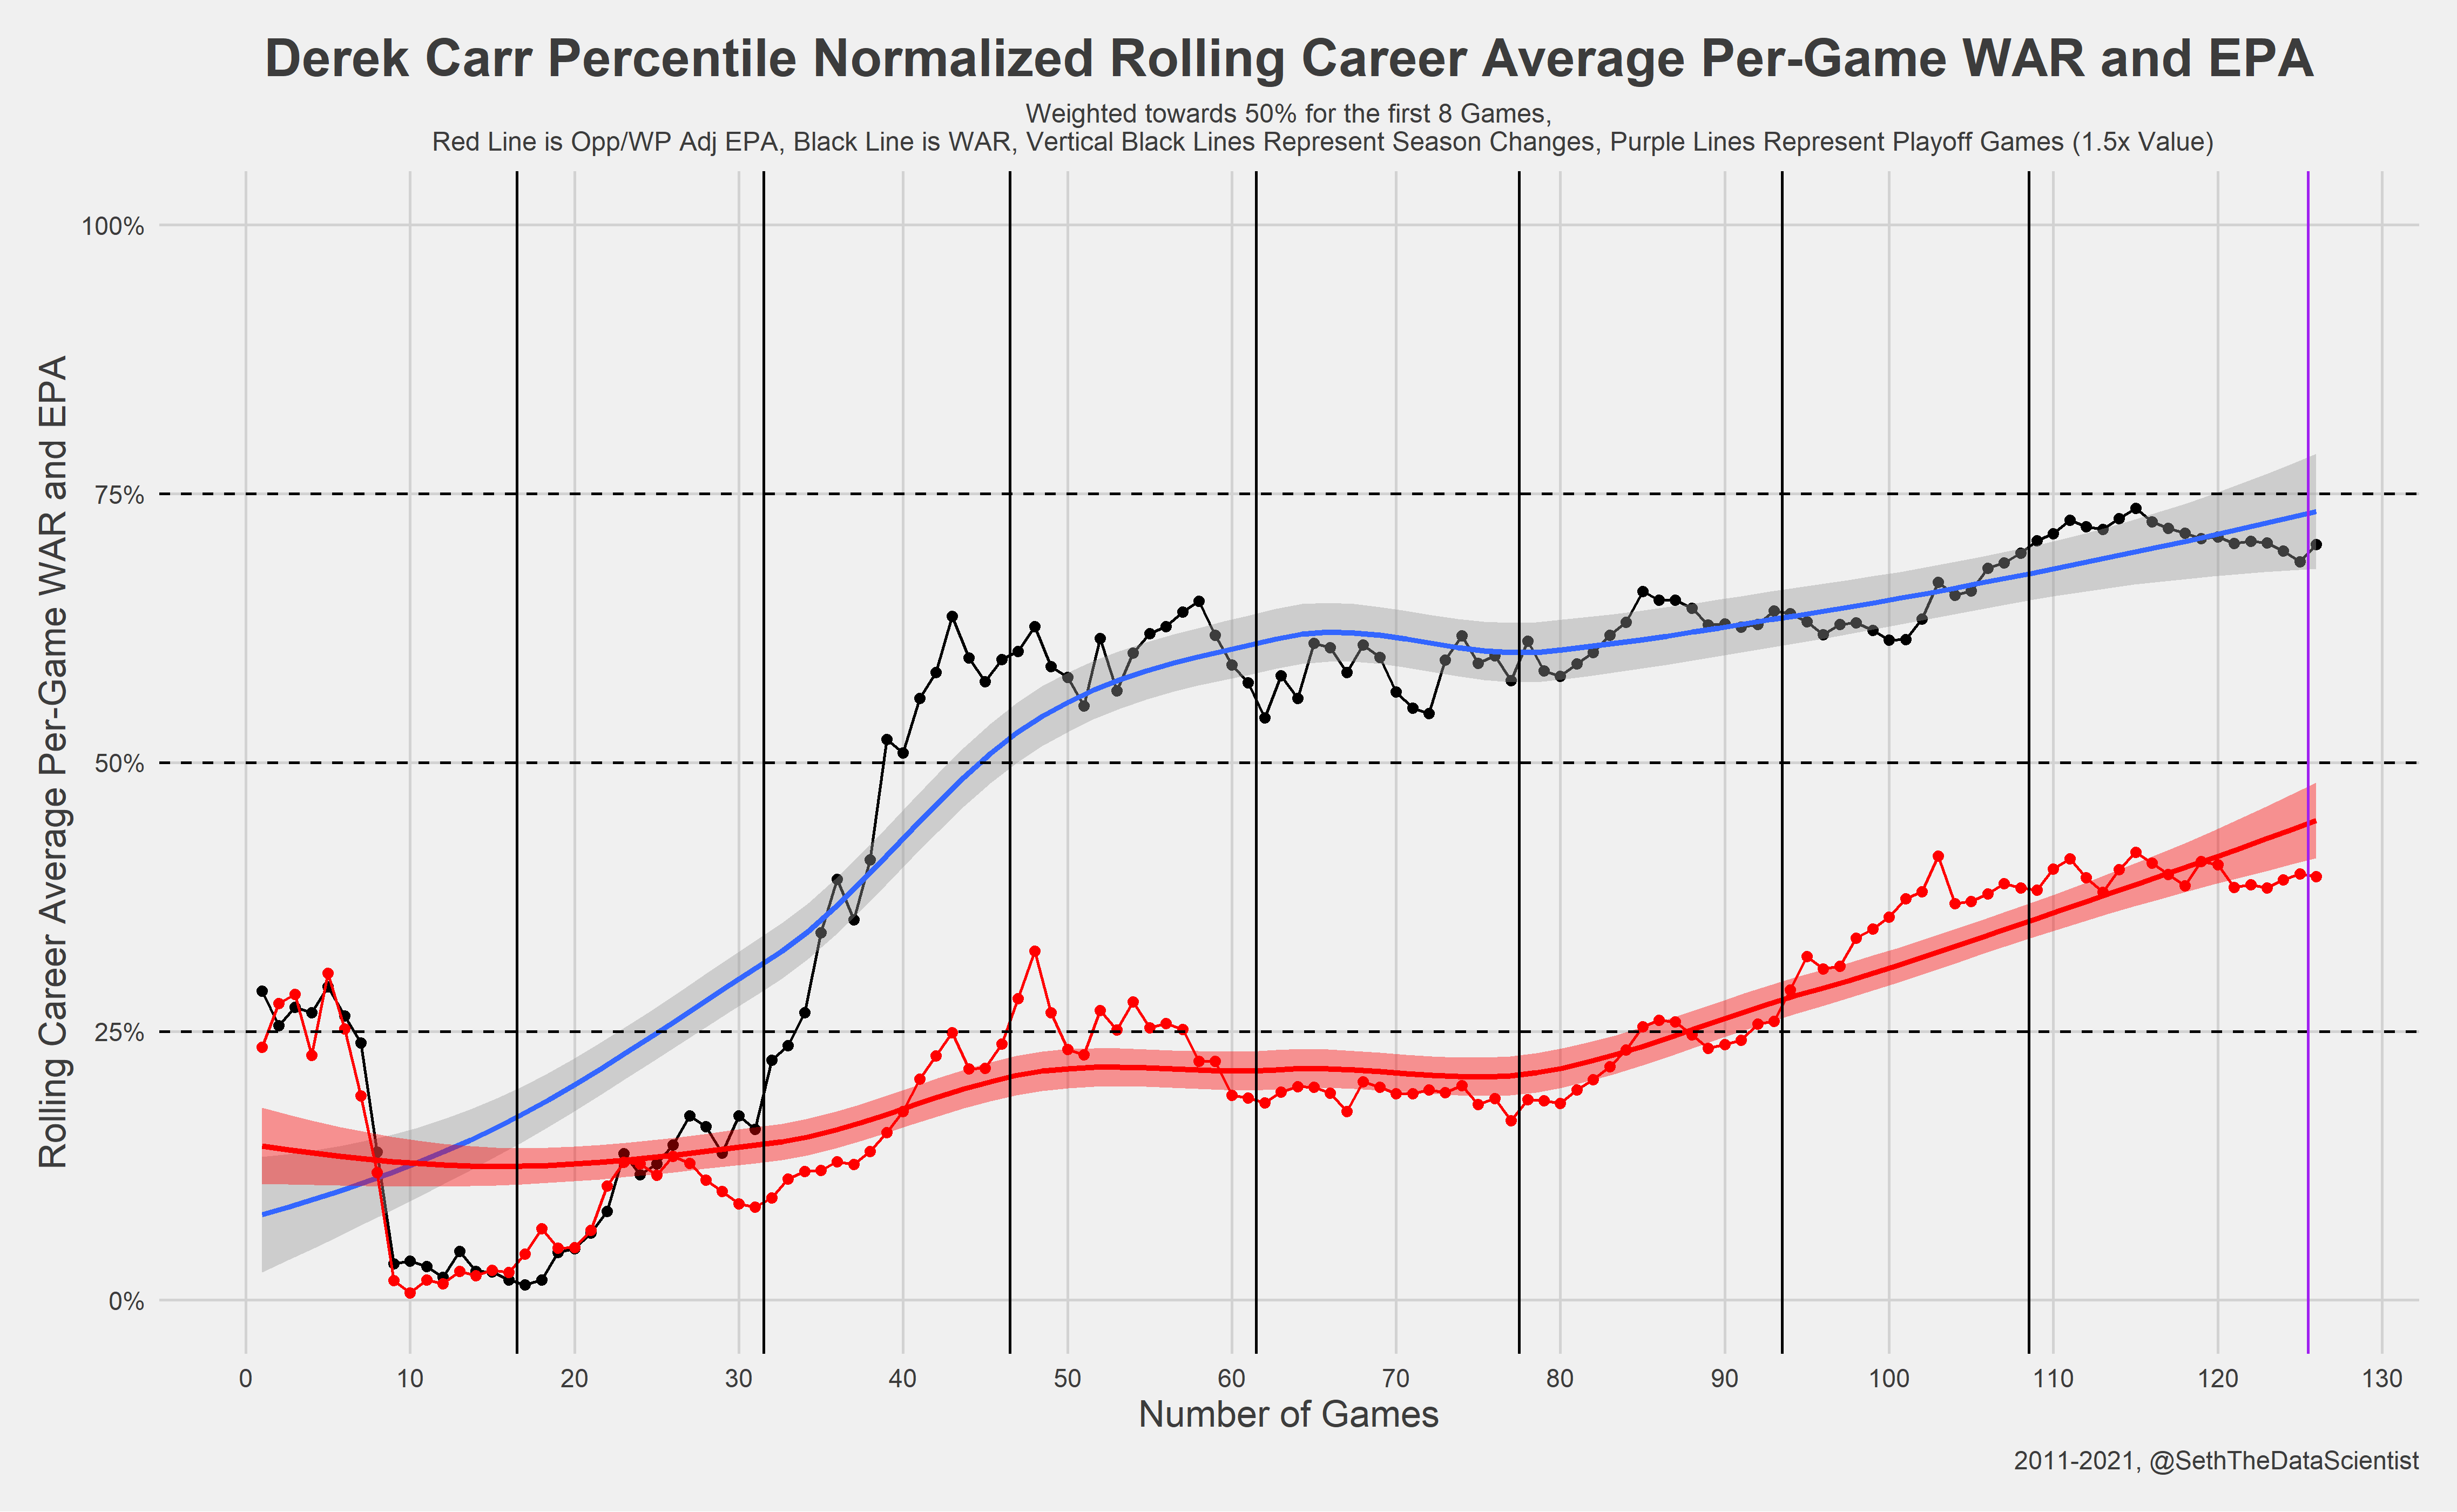 Derek Carr Percentile Normalized Rolling Career Average Per-Game WAR and EPA
Weighted towards 50% for the first 8 Games,
Red Line is Opp/WP Adj EPA, Black Line is WAR, Vertical Black Lines Represent Season Changes, Purple Lines Represent Playoff Games (1.5x Value)
Rolling Career Average Per-Game WAR and EPA
100%
75%
50%
25%
0%
0 10 20 30 40 50 60 70 80 90 100 110 120 130
Number of Games
2011-2021, @SethTheDataScientist